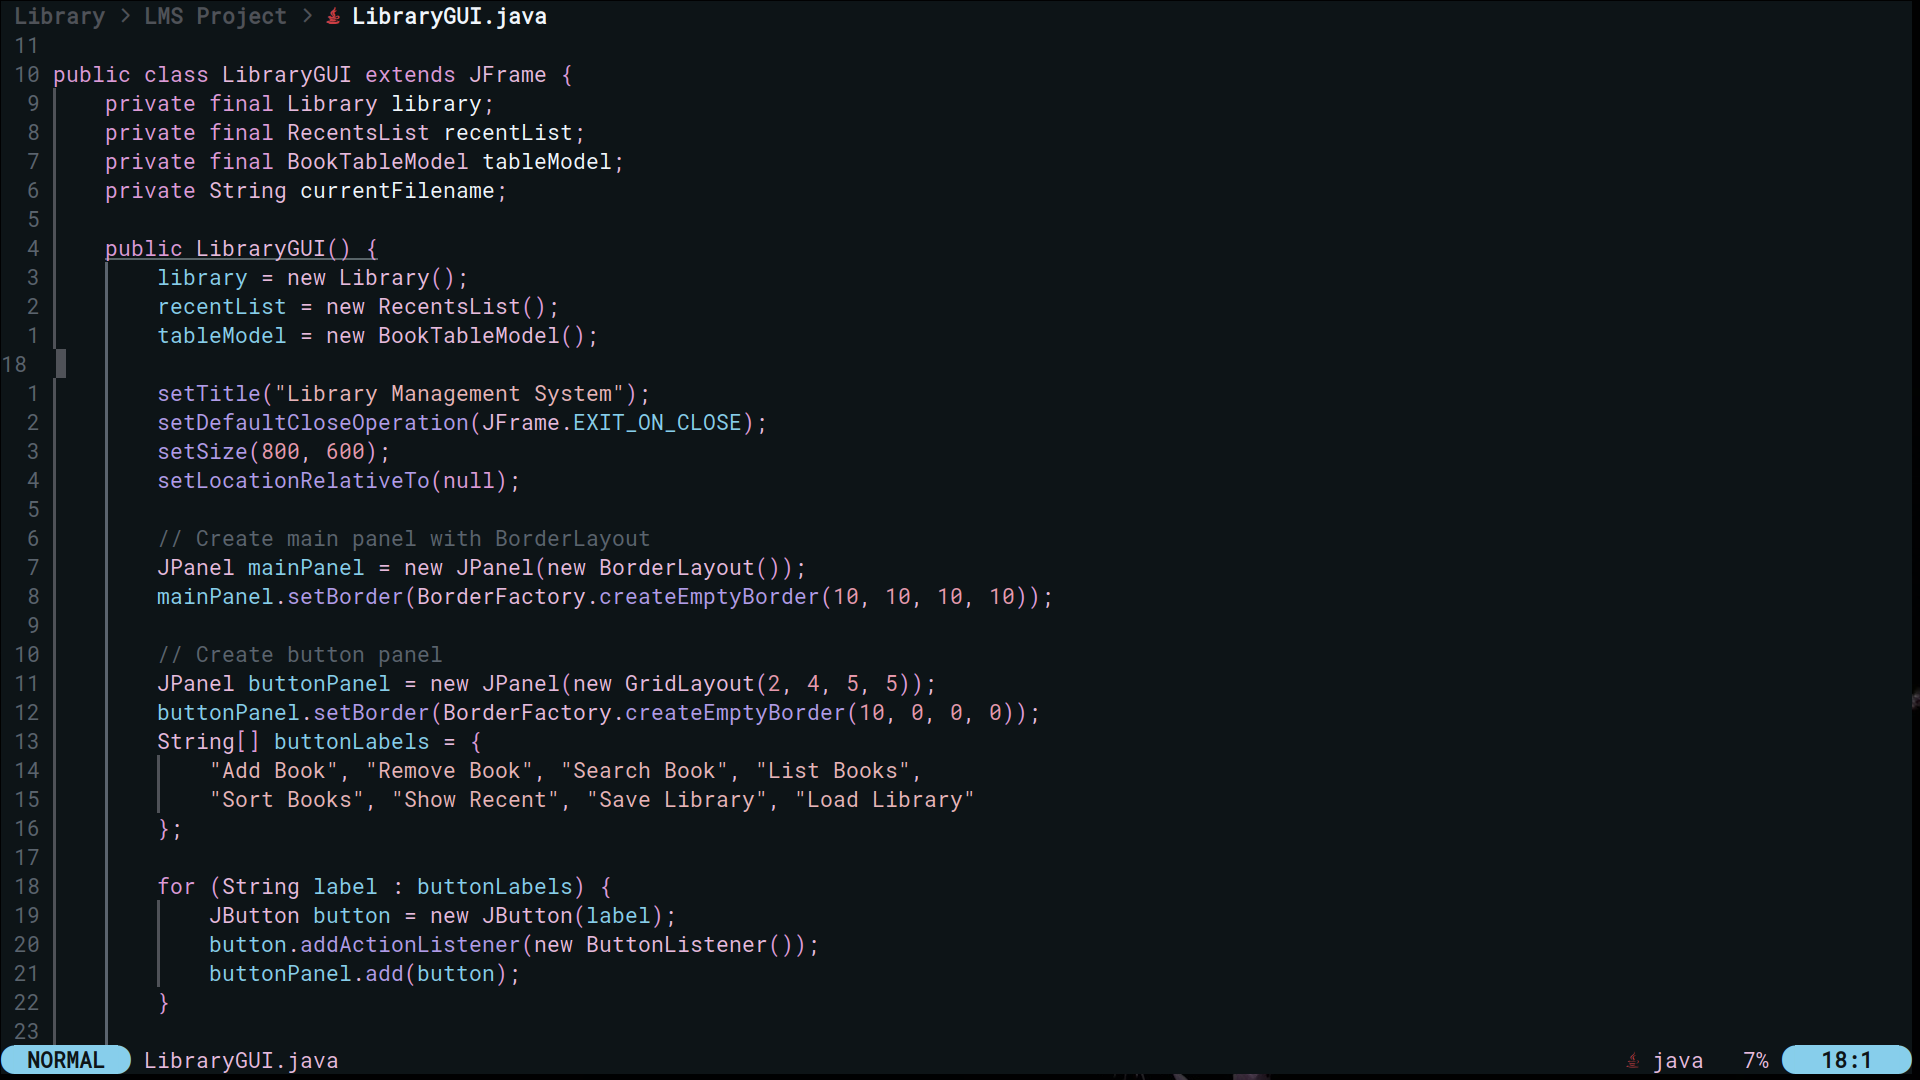 Library > LMS Project > LibraryGUI.java
11
10 public class LibraryGUI extends JFrame {
9     private final Library library;
8     private final RecentsList recentList;
7     private final BookTableModel tableModel;
6     private String currentFilename;
5
4     public LibraryGUI() {
3         library = new Library();
2         recentList = new RecentsList();
1         tableModel = new BookTableModel();
18
1         setTitle("Library Management System");
2         setDefaultCloseOperation(JFrame.EXIT_ON_CLOSE);
3         setSize(800, 600);
4         setLocationRelativeTo(null);
5
6         // Create main panel with BorderLayout
7         JPanel mainPanel = new JPanel(new BorderLayout());
8         mainPanel.setBorder(BorderFactory.createEmptyBorder(10, 10, 10, 10));
9
10         // Create button panel
11         JPanel buttonPanel = new JPanel(new GridLayout(2, 4, 5, 5));
12         buttonPanel.setBorder(BorderFactory.createEmptyBorder(10, 0, 0, 0));
13         String[] buttonLabels = {
14             "Add Book", "Remove Book", "Search Book", "List Books",
15             "Sort Books", "Show Recent", "Save Library", "Load Library"
16         };
17
18         for (String label : buttonLabels) {
19             JButton button = new JButton(label);
20             button.addActionListener(new ButtonListener());
21             buttonPanel.add(button);
22         }
23
NORMAL LibraryGUI.java java 7% 18:1